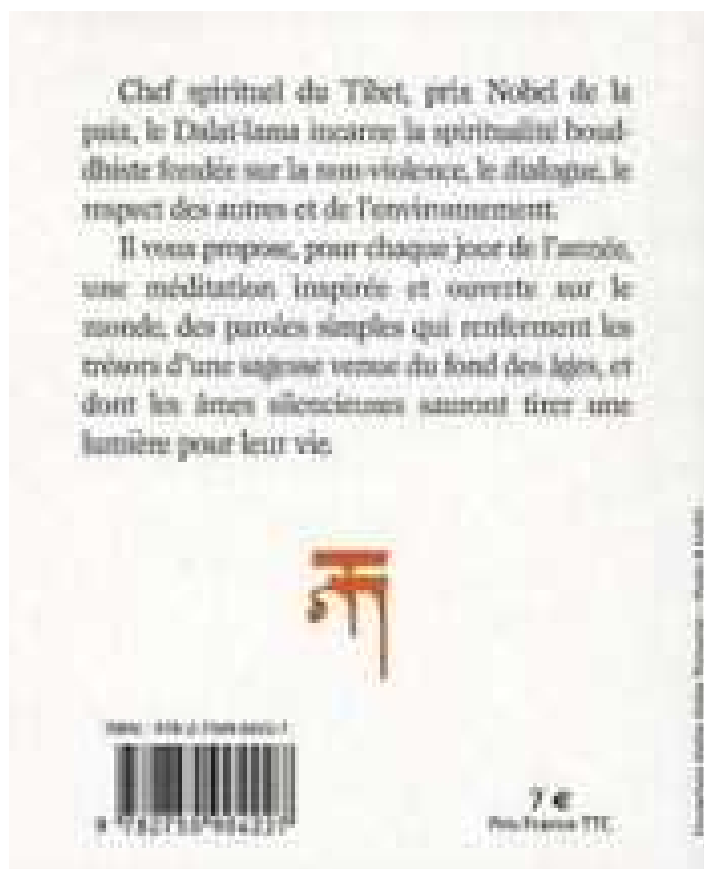 Chef spirituel du Tibet, prix Nobel de la
paix, le Dalaï-lama incarne la spiritualité boud-
dhiste fondée sur la non-violence, le dialogue, le
respect des autres et de l'environnement.
Il vous propose, pour chaque jour de l'année,
une méditation inspirée et ouverte sur le
monde, des paroles simples qui renferment les
trésors d'une sagesse venue du fond des âges, et
dont les âmes silencieuses sauront tirer une
lumière pour leur vie.
ISBN :
7 €
Prix France TTC